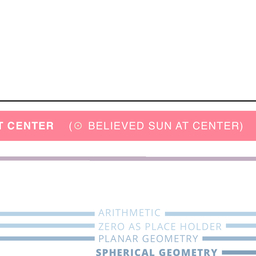 T CENTER (☉ BELIEVED SUN AT CENTER)
ARITHMETIC
ZERO AS PLACE HOLDER
PLANAR GEOMETRY
SPHERICAL GEOMETRY